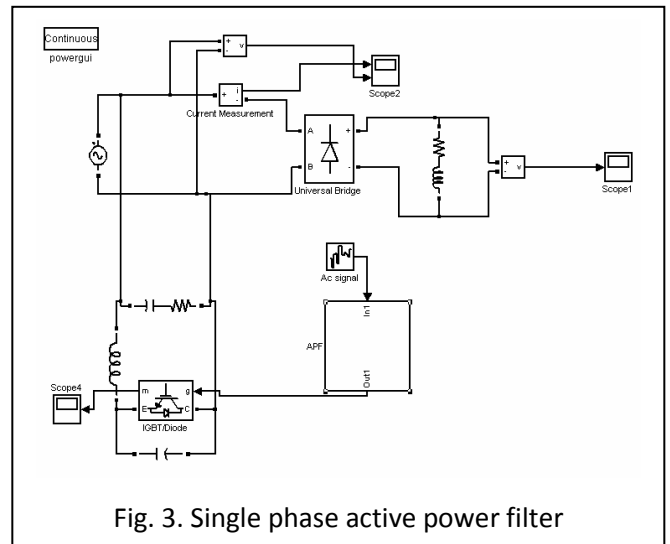 Continuous
powergui
+
-
v
Scope2
+
i
-
Current Measurement
A
+
B
-
Universal Bridge
+
-
v
Scope1
Ac signal
In1
APF
Out1
Scope4
m
g
E
C
IGBT/Diode
Fig. 3. Single phase active power filter